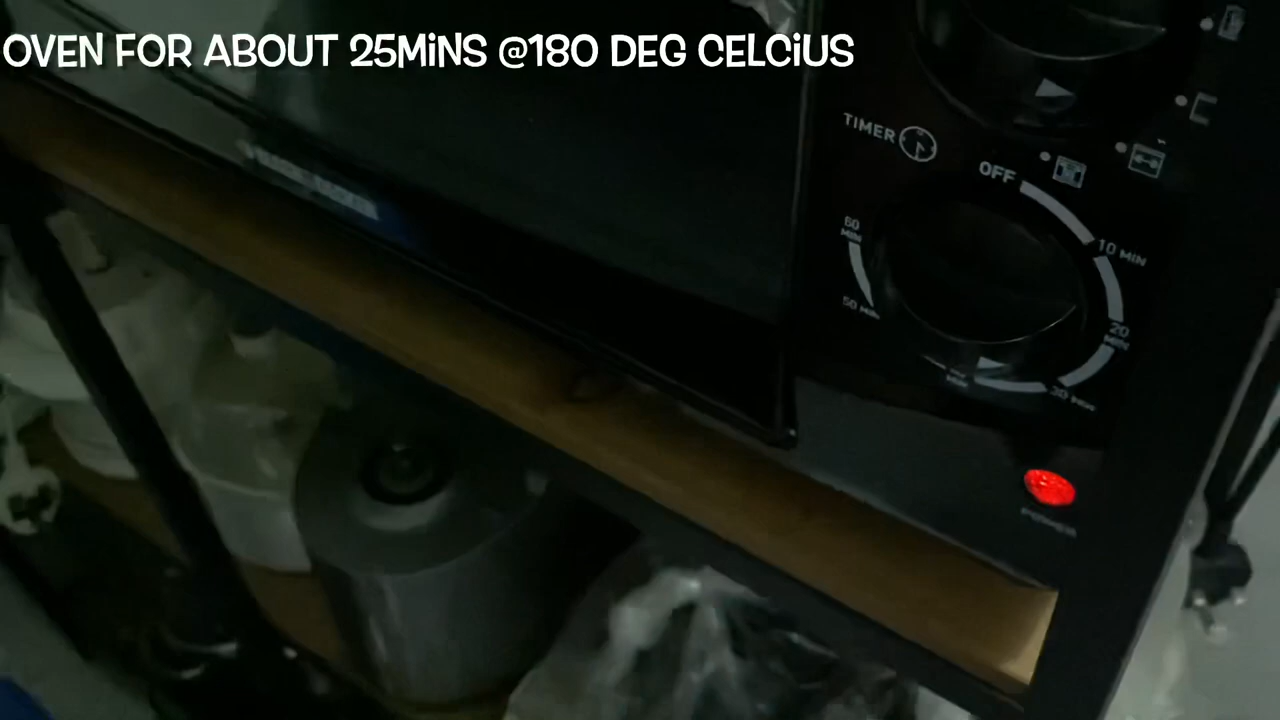 OVEN FOR ABOUT 25MiNS @180 DEG CELCiUS
TIMER
OFF
10 MIN
20 MIN
30 MIN
50 MIN
60 MIN
POWER